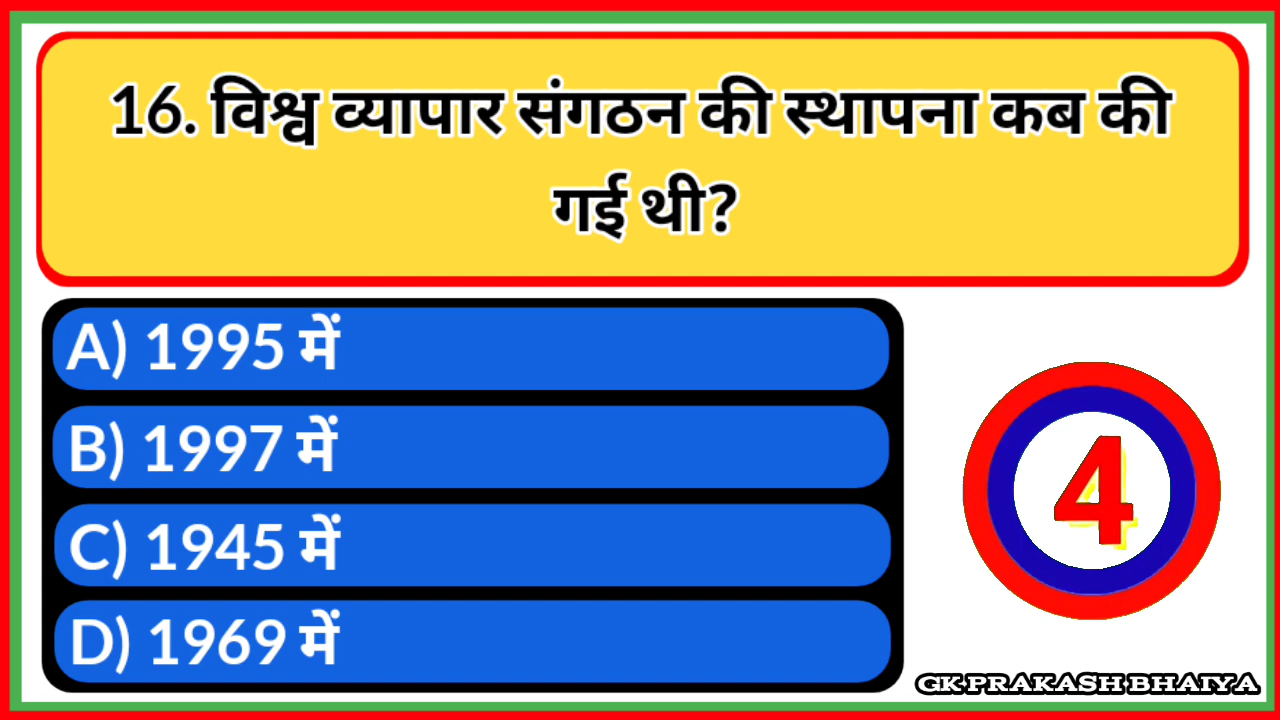 16. विश्व व्यापार संगठन की स्थापना कब की
गई थी?
A) 1995 में
B) 1997 में
C) 1945 में
D) 1969 में
4
GK PRAKASH BHAIYA